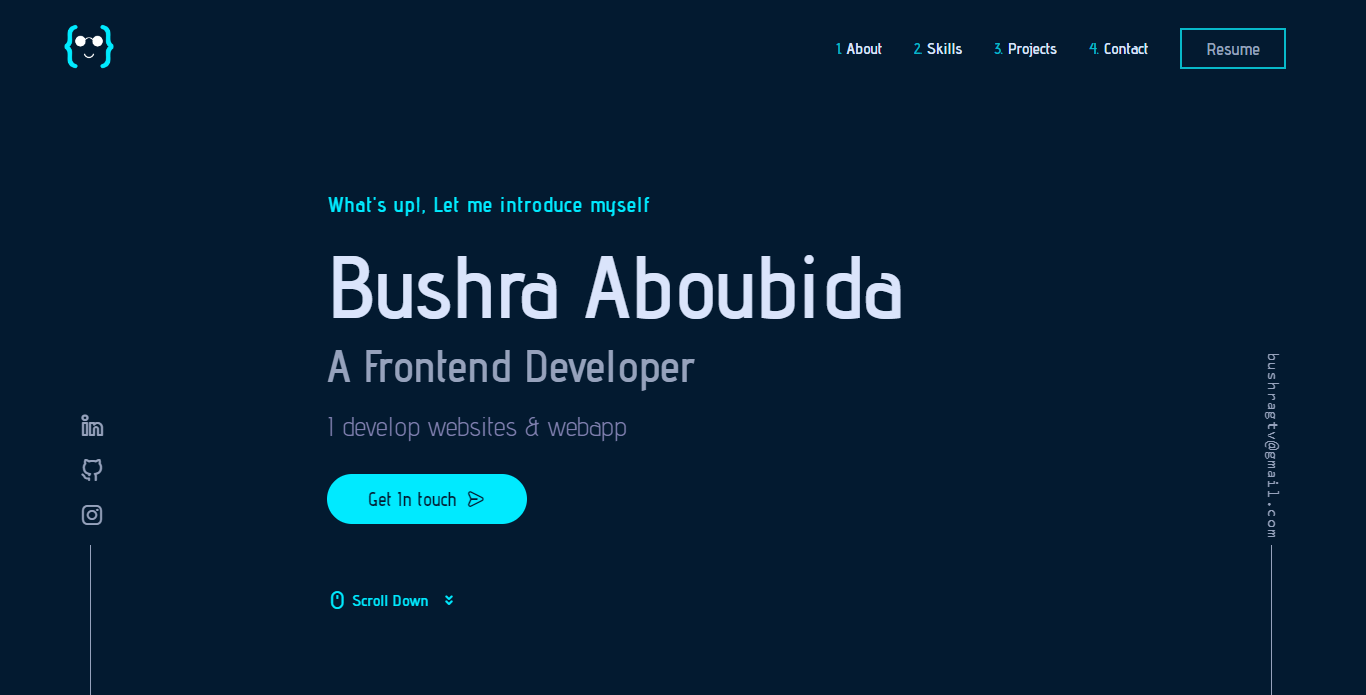 1. About 2. Skills 3. Projects 4. Contact Resume
What's up!, Let me introduce myself
Bushra Aboubida
A Frontend Developer
I develop websites & webapp
Get In touch
Scroll Down
bushragtv@gmail.com